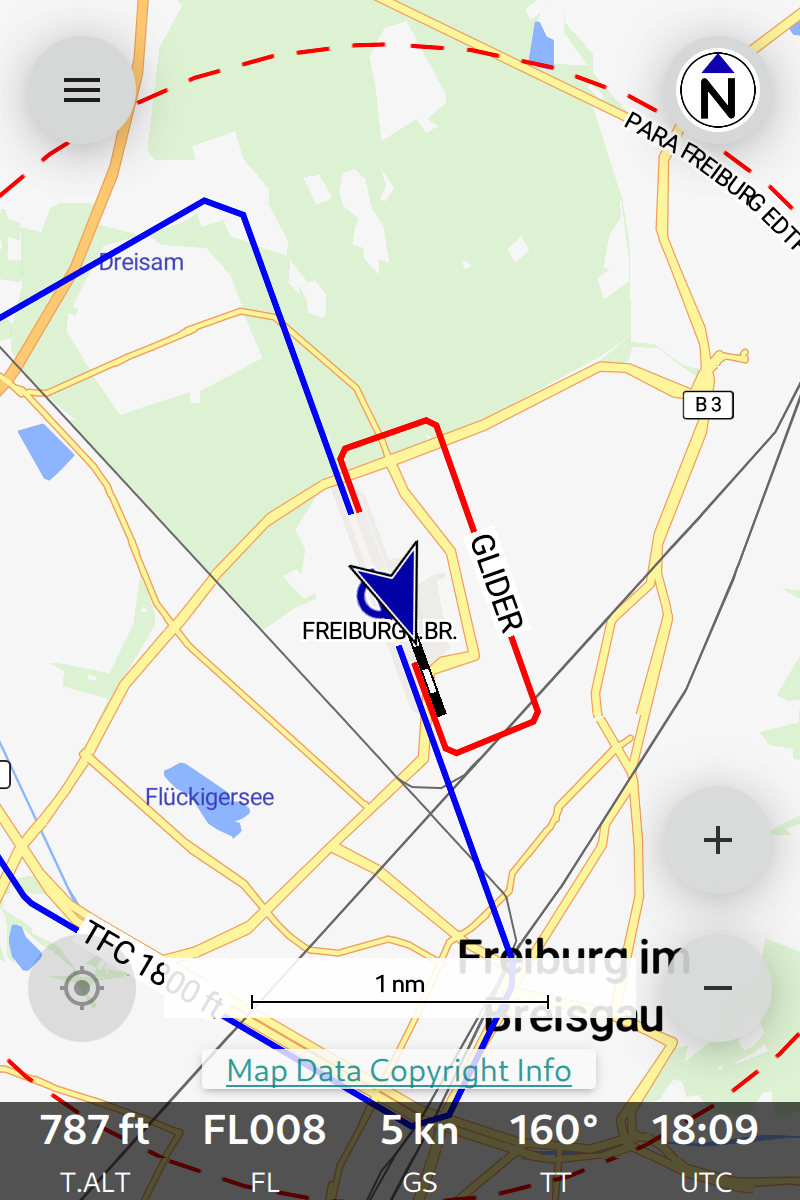 N
PARA FREIBURG EDTF
Dreisam
B 3
GLIDER
FREIBURG
.BR.
Flückigersee
TFC 1800 ft
Freiburg im
Breisgau
1 nm
Map Data Copyright Info
787 ft FL008 5 kn 160° 18:09
T.ALT FL GS TT UTC